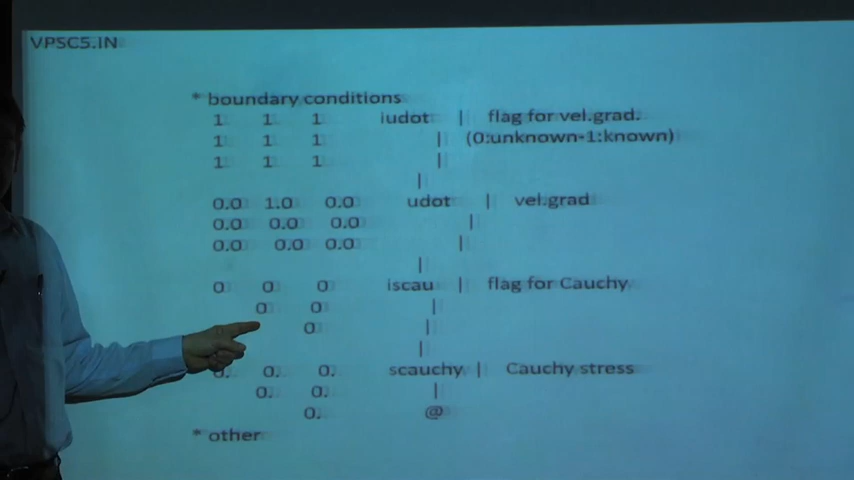 VPSC5.IN
* boundary conditions
1 1 1 iudot | flag for vel.grad.
1 1 1 | (0:unknown-1:known)
1 1 1 |
|
0.0 1.0 0.0 udot | vel.grad
0.0 0.0 0.0 |
0.0 0.0 0.0 |
|
0 0 0 iscau | flag for Cauchy
0 0 |
0 |
|
0. 0. 0. scauchy | Cauchy stress
0. 0. |
0. @
* other